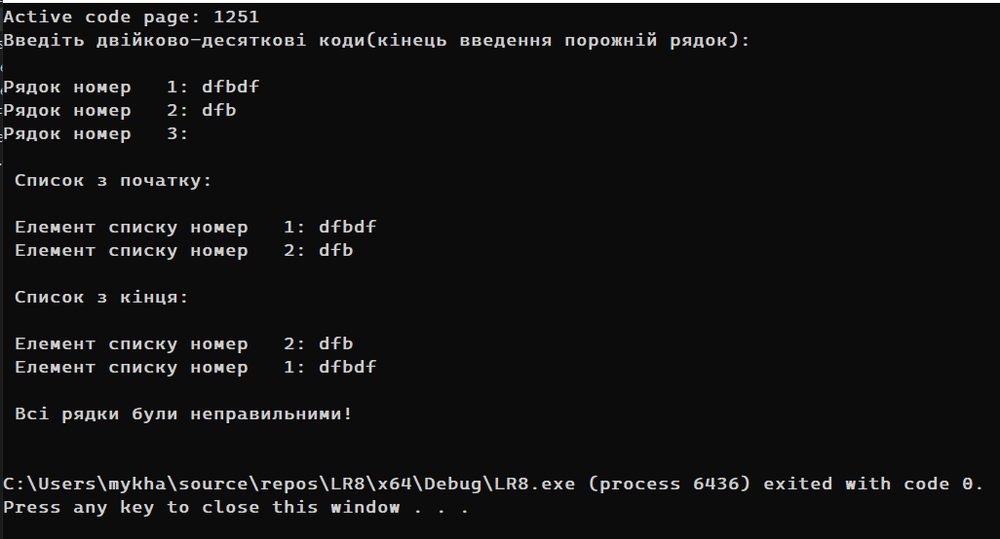 Active code page: 1251
Введіть двійково-десяткові коди(кінець введення порожній рядок):
Рядок номер   1: dfbdf
Рядок номер   2: dfb
Рядок номер   3:
Список з початку:
Елемент списку номер   1: dfbdf
Елемент списку номер   2: dfb
Список з кінця:
Елемент списку номер   2: dfb
Елемент списку номер   1: dfbdf
Всі рядки були неправильними!
C:\Users\mykha\source\repos\LR8\x64\Debug\LR8.exe (process 6436) exited with code 0.
Press any key to close this window . . .